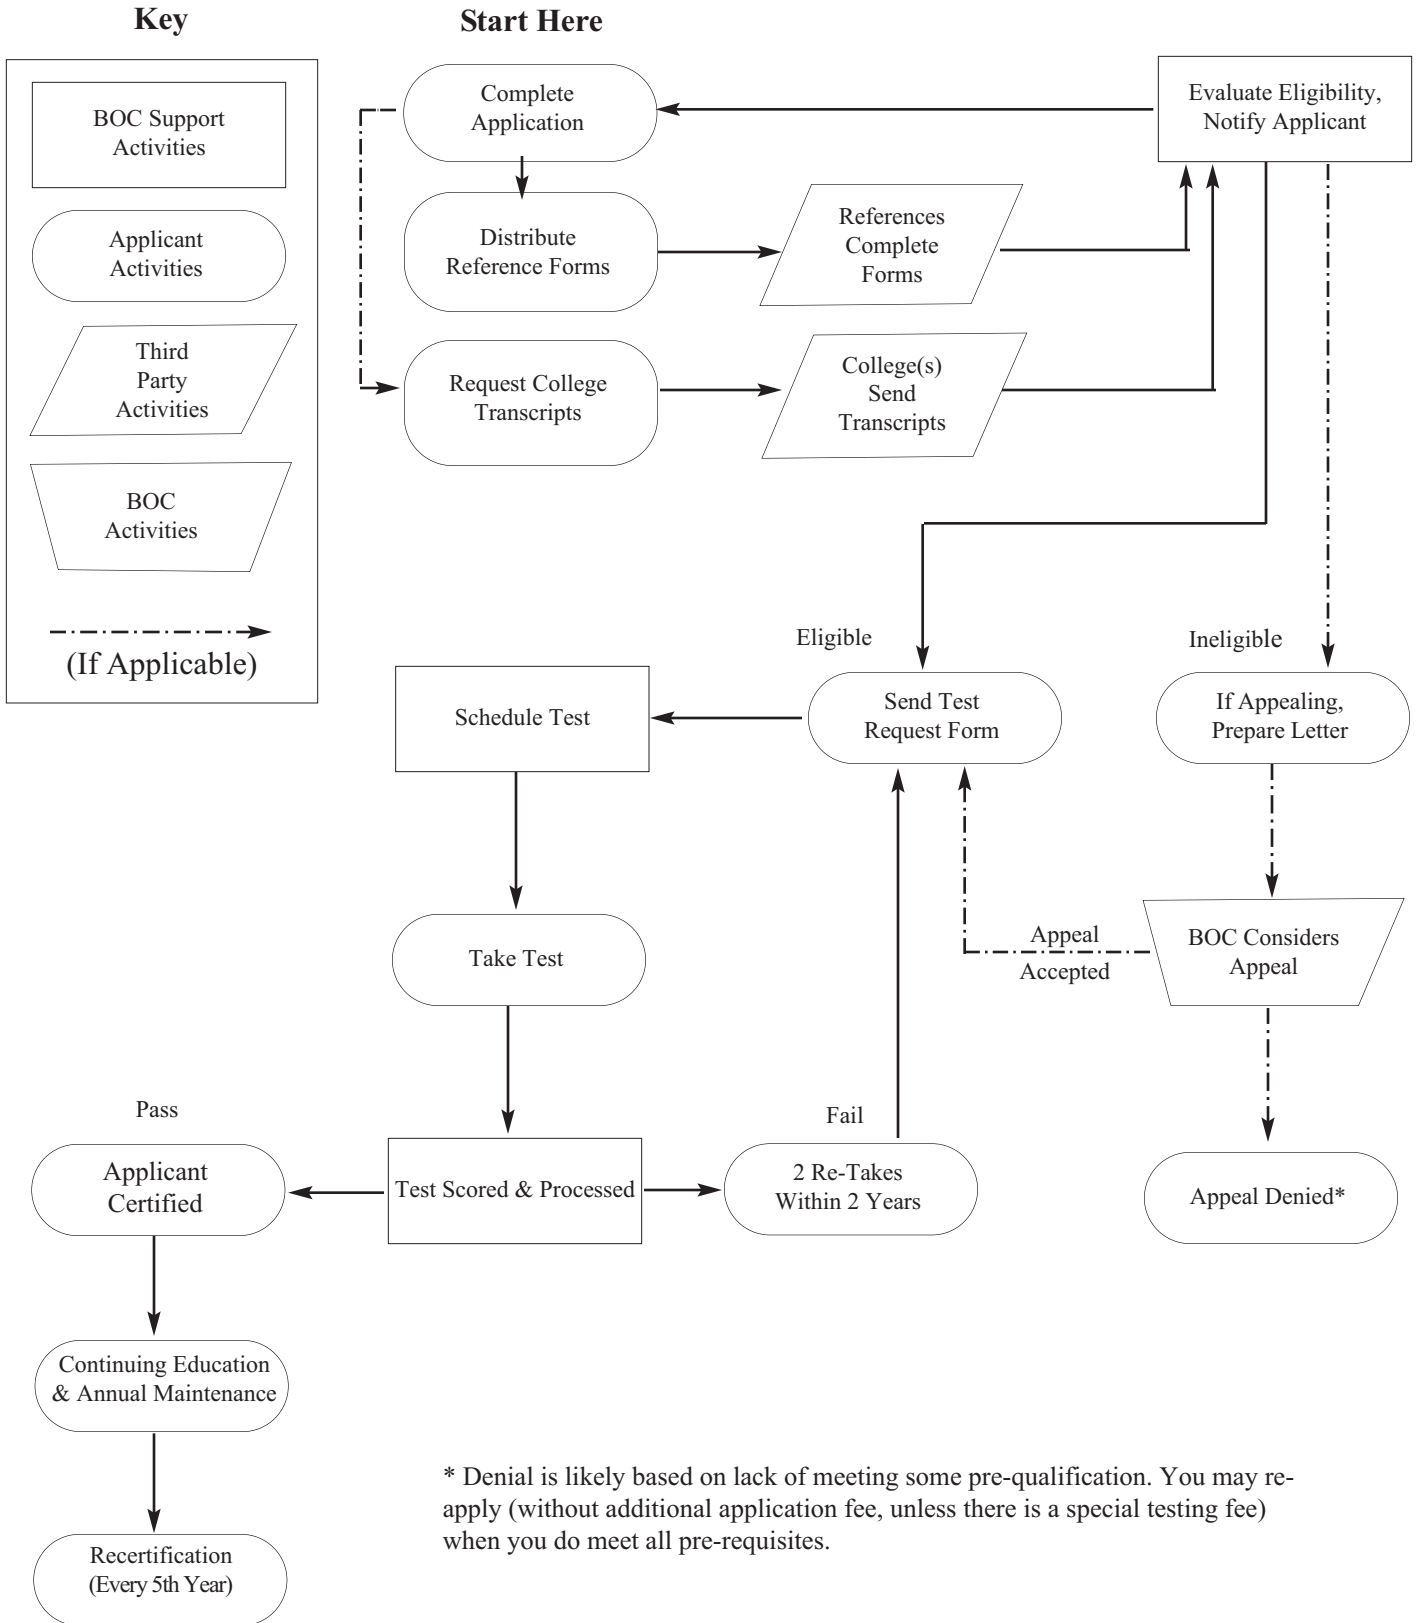 Key
BOC Support
Activities
Applicant
Activities
Third
Party
Activities
BOC
Activities
(If Applicable)
Start Here
Complete
Application
Evaluate Eligibility,
Notify Applicant
Distribute
Reference Forms
References
Complete
Forms
Request College
Transcripts
College(s)
Send
Transcripts
Eligible
Ineligible
Schedule Test
Send Test
Request Form
If Appealing,
Prepare Letter
Take Test
Appeal
Accepted
BOC Considers
Appeal
Pass
Fail
Applicant
Certified
Test Scored & Processed
2 Re-Takes
Within 2 Years
Appeal Denied*
Continuing Education
& Annual Maintenance
Recertification
(Every 5th Year)
* Denial is likely based on lack of meeting some pre-qualification. You may re-
apply (without additional application fee, unless there is a special testing fee)
when you do meet all pre-requisites.